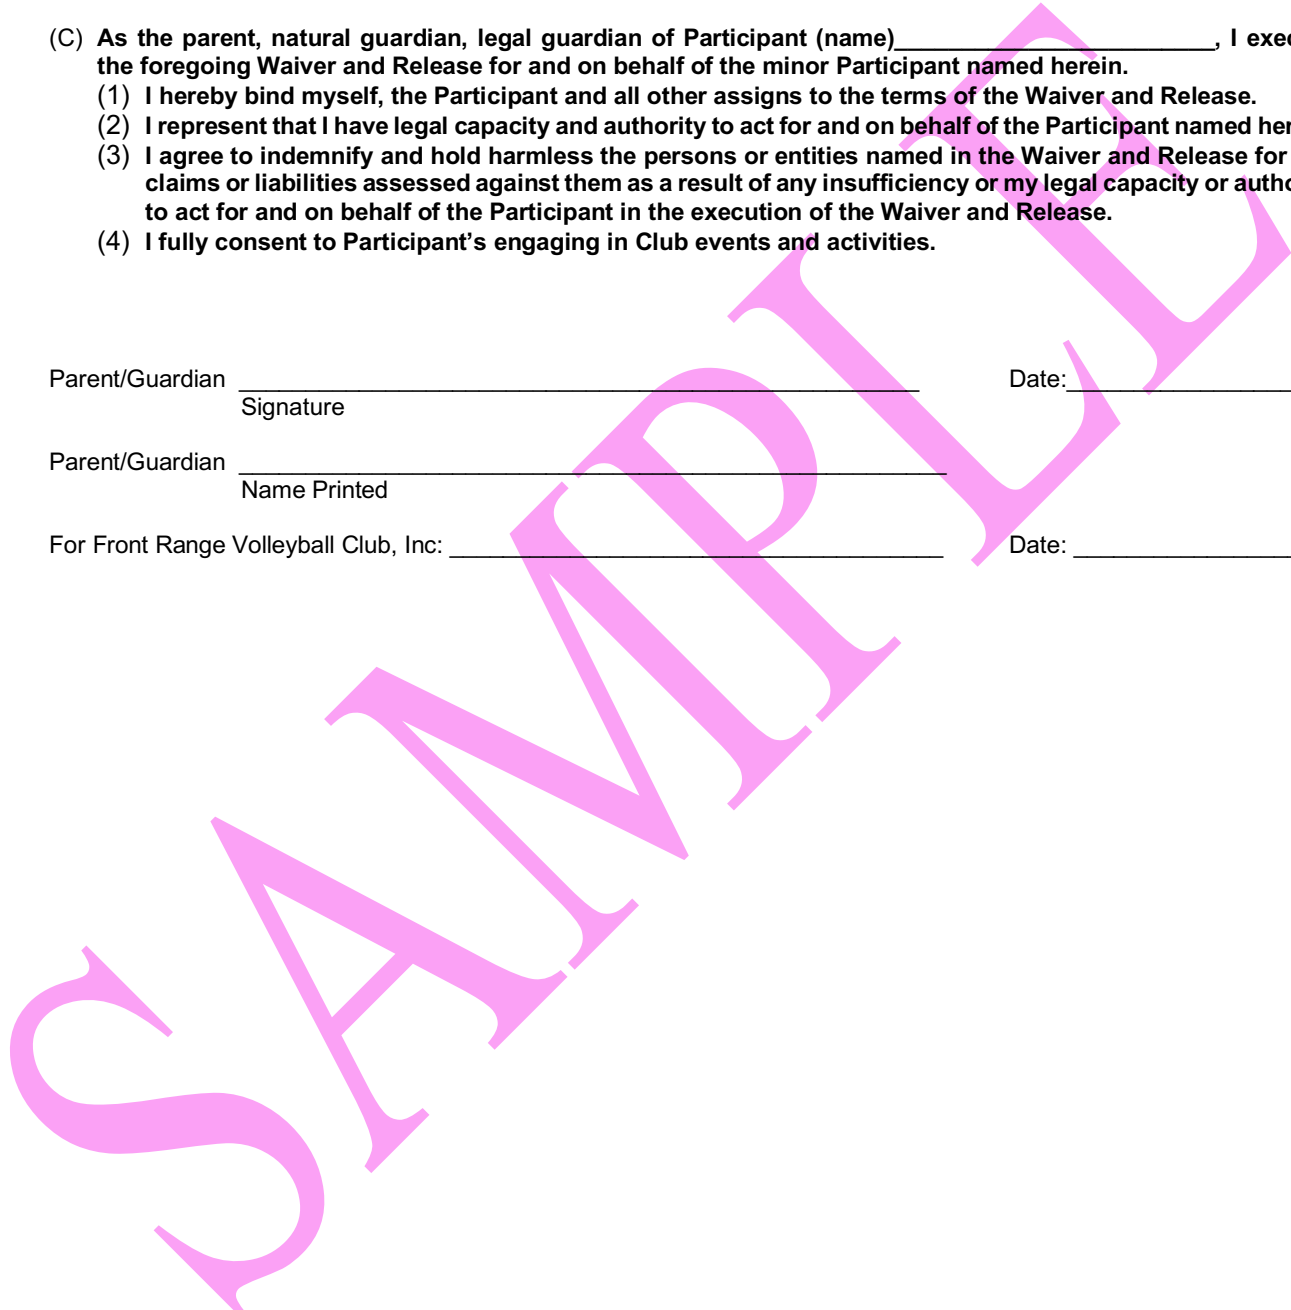 (C) As the parent, natural guardian, legal guardian of Participant (name)________________________, I
the foregoing Waiver and Release for and on behalf of the minor Participant named herein.
(1) I hereby bind myself, the Participant and all other assigns to the terms of the Waiver and Release.
(2) I represent that I have legal capacity and authority to act for and on behalf of the Participant named
(3) I agree to indemnify and hold harmless the persons or entities named in the Waiver and Release for
claims or liabilities assessed against them as a result of any insufficiency or my legal capacity or
to act for and on behalf of the Participant in the execution of the Waiver and Release.
(4) I fully consent to Participant's engaging in Club events and activities.
Parent/Guardian ___________________________________________________ Date:_________________
Signature
Parent/Guardian _____________________________________________________
Name Printed
For Front Range Volleyball Club, Inc: _____________________________________ Date: ________________
SAMPLE